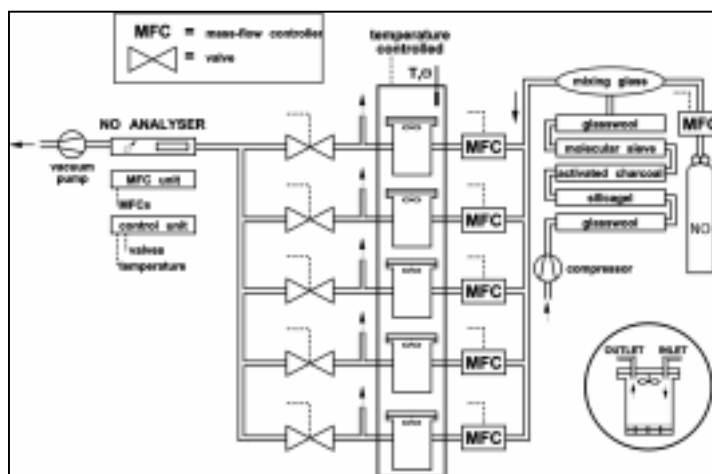 MFC = mass-flow controller
= valve
temperature
controlled
mixing glass
NO ANALYSER
MFC
glasswool
molecular sieve
activated charcoal
silicagel
glasswool
NO
compressor
vacuum
pump
MFC unit
MFCs
control unit
valves
temperature
MFC
MFC
MFC
MFC
MFC
OUTLET INLET